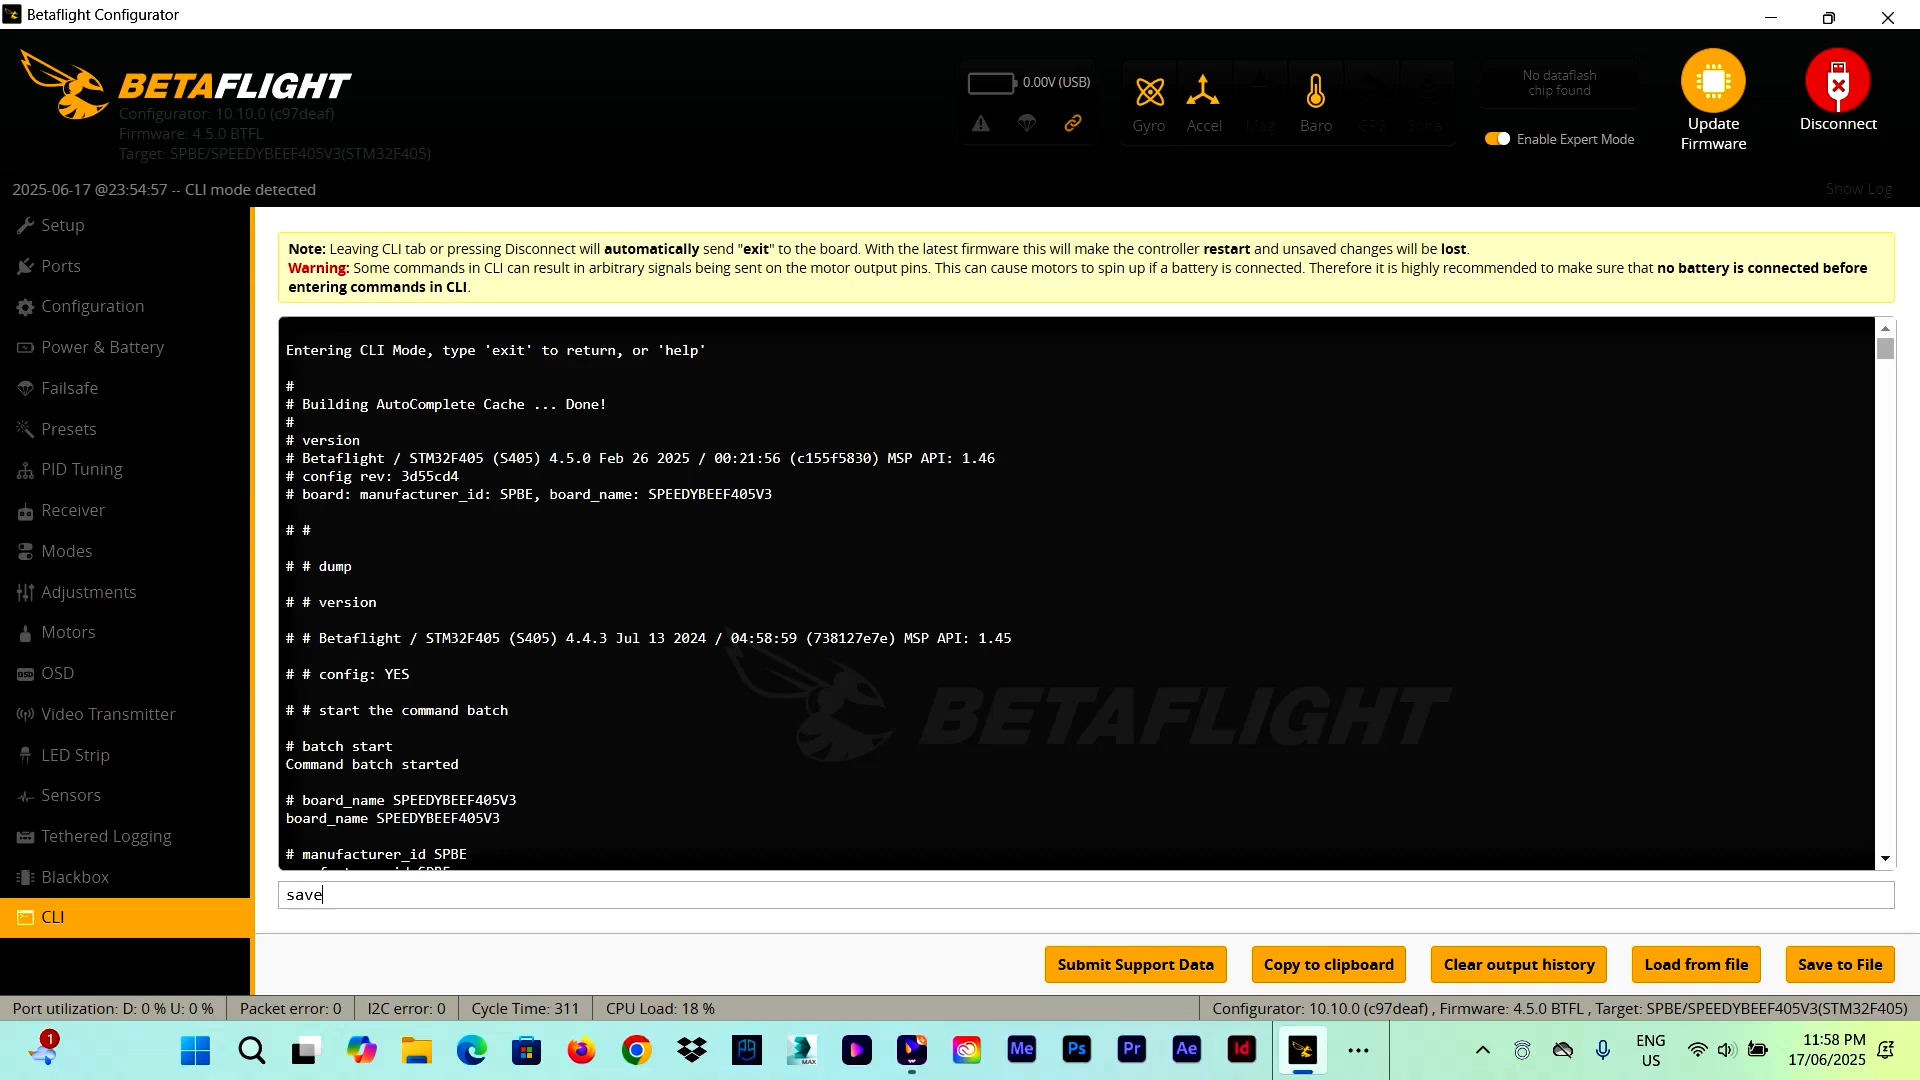 Betaflight Configurator
BETAFLIGHT
Configurator: 10.10.0 (c97deaf)
Firmware: 4.5.0 BTFL
Target: SPBE/SPEEDYBEEF405V3(STM32F405)
0.00V (USB)
Gyro
Accel
Mag
Baro
GPS
Sonar
No dataflash
chip found
Enable Expert Mode
Update
Firmware
Disconnect
2025-06-17 @23:54:57 -- CLI mode detected
Show Log
Setup
Ports
Configuration
Power & Battery
Failsafe
Presets
PID Tuning
Receiver
Modes
Adjustments
Motors
OSD
Video Transmitter
LED Strip
Sensors
Tethered Logging
Blackbox
CLI
Note: Leaving CLI tab or pressing Disconnect will automatically send "exit" to the board. With the latest firmware this will make the controller restart and unsaved changes will be lost.
Warning: Some commands in CLI can result in arbitrary signals being sent on the motor output pins. This can cause motors to spin up if a battery is connected. Therefore it is highly recommended to make sure that no battery is connected before
entering commands in CLI.
Entering CLI Mode, type 'exit' to return, or 'help'
#
# Building AutoComplete Cache ... Done!
#
# version
# Betaflight / STM32F405 (S405) 4.5.0 Feb 26 2025 / 00:21:56 (c155f5830) MSP API: 1.46
# config rev: 3d55cd4
# board: manufacturer_id: SPBE, board_name: SPEEDYBEEF405V3
# #
# # dump
# # version
# # Betaflight / STM32F405 (S405) 4.4.3 Jul 13 2024 / 04:58:59 (738127e7e) MSP API: 1.45
# # config: YES
# # start the command batch
# batch start
Command batch started
# board_name SPEEDYBEEF405V3
board_name SPEEDYBEEF405V3
# manufacturer_id SPBE
BETAFLIGHT
save
Submit Support Data
Copy to clipboard
Clear output history
Load from file
Save to File
Port utilization: D: 0 % U: 0 %
Packet error: 0
I2C error: 0
Cycle Time: 311
CPU Load: 18 %
Configurator: 10.10.0 (c97deaf) , Firmware: 4.5.0 BTFL , Target: SPBE/SPEEDYBEEF405V3(STM32F405)
1
MAX
Me
Ps
Pr
Ae
Id
ENG
US
11:58 PM
17/06/2025